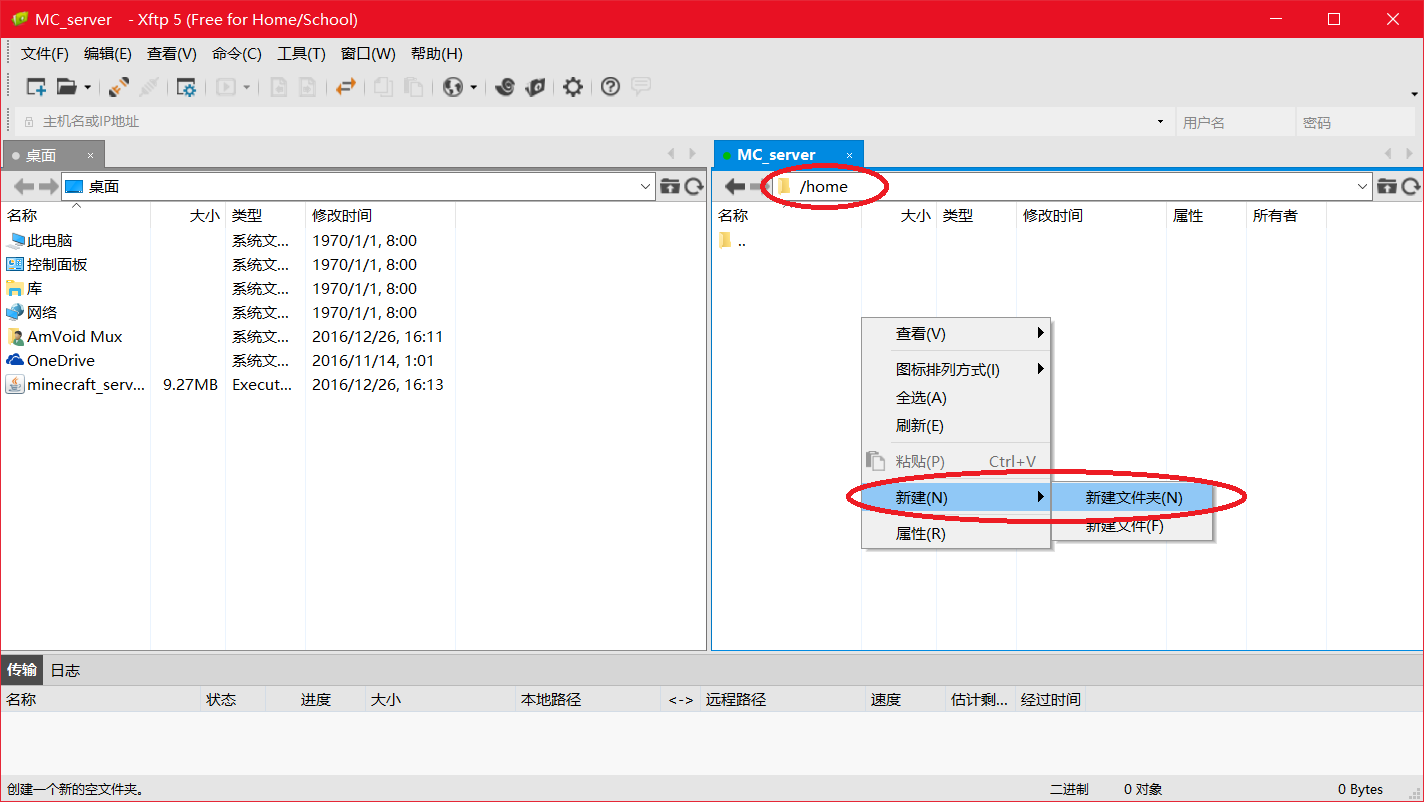 MC_server - Xftp 5 (Free for Home/School)
文件(F) 编辑(E) 查看(V) 命令(C) 工具(T) 窗口(W) 帮助(H)
主机名或IP地址 用户名 密码
桌面 × MC_server ×
桌面 /home
名称 大小 类型 修改时间 名称 大小 类型 修改时间 属性 所有者
此电脑 系统文... 1970/1/1, 8:00 ..
控制面板 系统文... 1970/1/1, 8:00
库 系统文... 1970/1/1, 8:00
网络 系统文... 1970/1/1, 8:00
AmVoid Mux 系统文... 2016/12/26, 16:11
OneDrive 系统文... 2016/11/14, 1:01
minecraft_serv... 9.27MB Execut... 2016/12/26, 16:13
查看(V)
图标排列方式(I)
全选(A)
刷新(E)
粘贴(P) Ctrl+V
新建(N) 新建文件夹(N)
新建文件(F)
属性(R)
传输 日志
名称 状态 进度 大小 本地路径 <-> 远程路径 速度 估计剩... 经过时间
创建一个新的空文件夹。 二进制 0 对象 0 Bytes